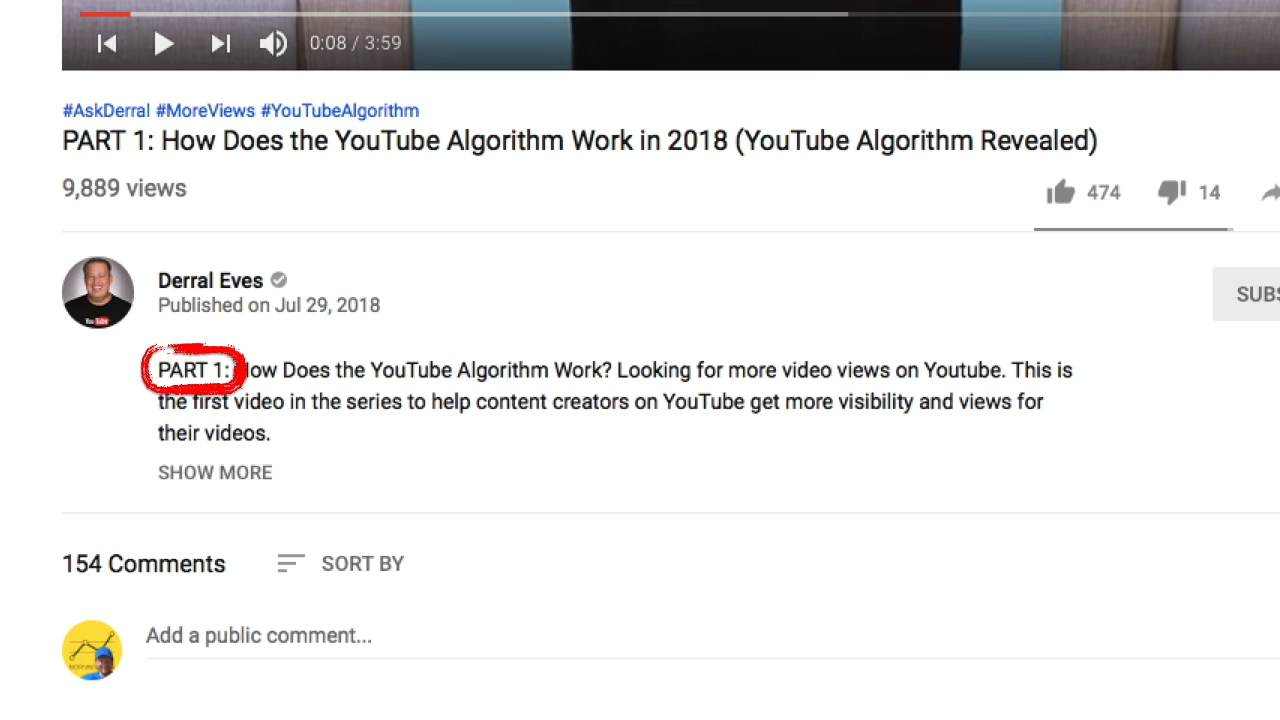 0:08 / 3:59
#AskDerral #MoreViews #YouTubeAlgorithm
PART 1: How Does the YouTube Algorithm Work in 2018 (YouTube Algorithm Revealed)
9,889 views
474 14
Derral Eves
SUBS
Published on Jul 29, 2018
You Tube
PART 1: How Does the YouTube Algorithm Work? Looking for more video views on Youtube. This is
the first video in the series to help content creators on YouTube get more visibility and views for
their videos.
SHOW MORE
154 Comments SORT BY
Add a public comment...